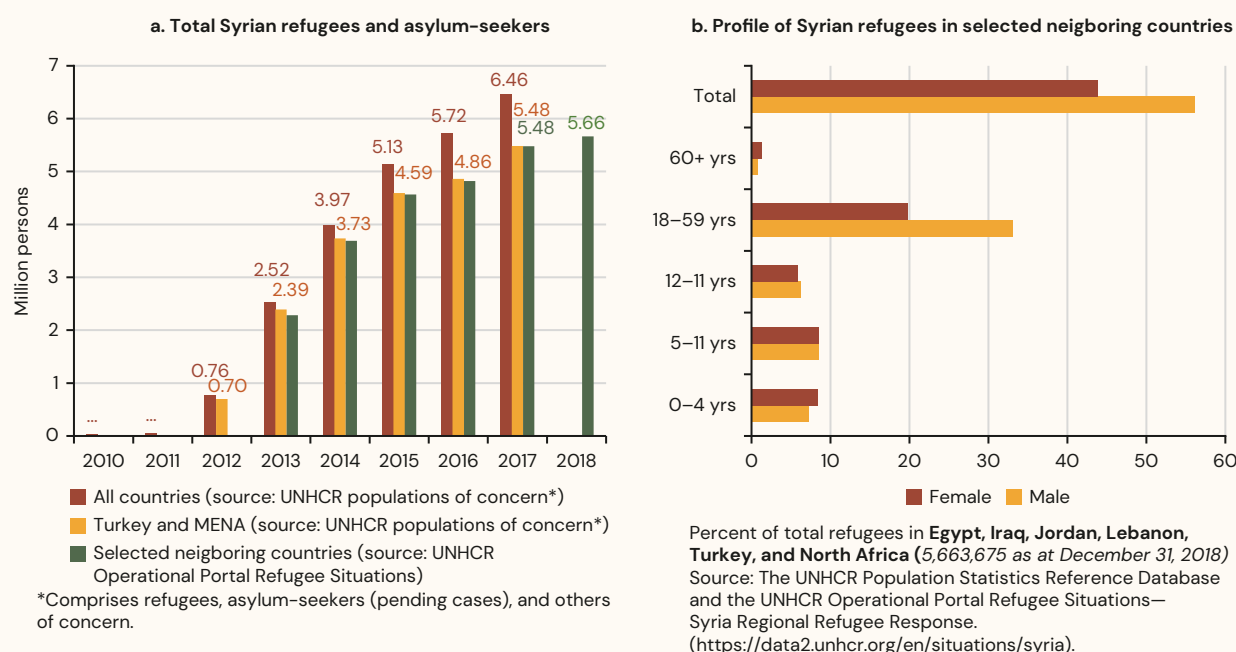 a. Total Syrian refugees and asylum-seekers
7
6
5
4
3
2
1
0
Million persons
...
...
0.76
0.70
2.52
2.39
3.97
3.73
5.13
4.59
5.72
4.86
6.46
5.48
5.48
5.66
2010 2011 2012 2013 2014 2015 2016 2017 2018
All countries (source: UNHCR populations of concern*)
Turkey and MENA (source: UNHCR populations of concern*)
Selected neigboring countries (source: UNHCR
Operational Portal Refugee Situations)
*Comprises refugees, asylum-seekers (pending cases), and others
of concern.
b. Profile of Syrian refugees in selected neigboring countries
Total
60+ yrs
18–59 yrs
12–11 yrs
5–11 yrs
0–4 yrs
0 10 20 30 40 50 60
Female Male
Percent of total refugees in Egypt, Iraq, Jordan, Lebanon,
Turkey, and North Africa (5,663,675 as at December 31, 2018)
Source: The UNHCR Population Statistics Reference Database
and the UNHCR Operational Portal Refugee Situations—
Syria Regional Refugee Response.
(https://data2.unhcr.org/en/situations/syria).